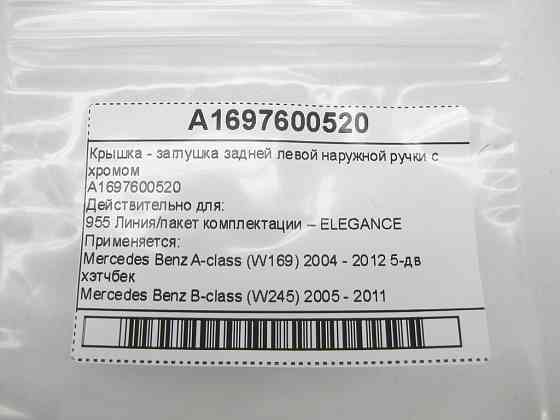 A1697600520
Крышка - заглушка задней левой наружной ручки с
хромом
A1697600520
Действительно для:
955 Линия/пакет комплектации – ELEGANCE
Применяется:
Mercedes Benz A-class (W169) 2004 - 2012 5-дв
хэтчбек
Mercedes Benz B-class (W245) 2005 - 2011